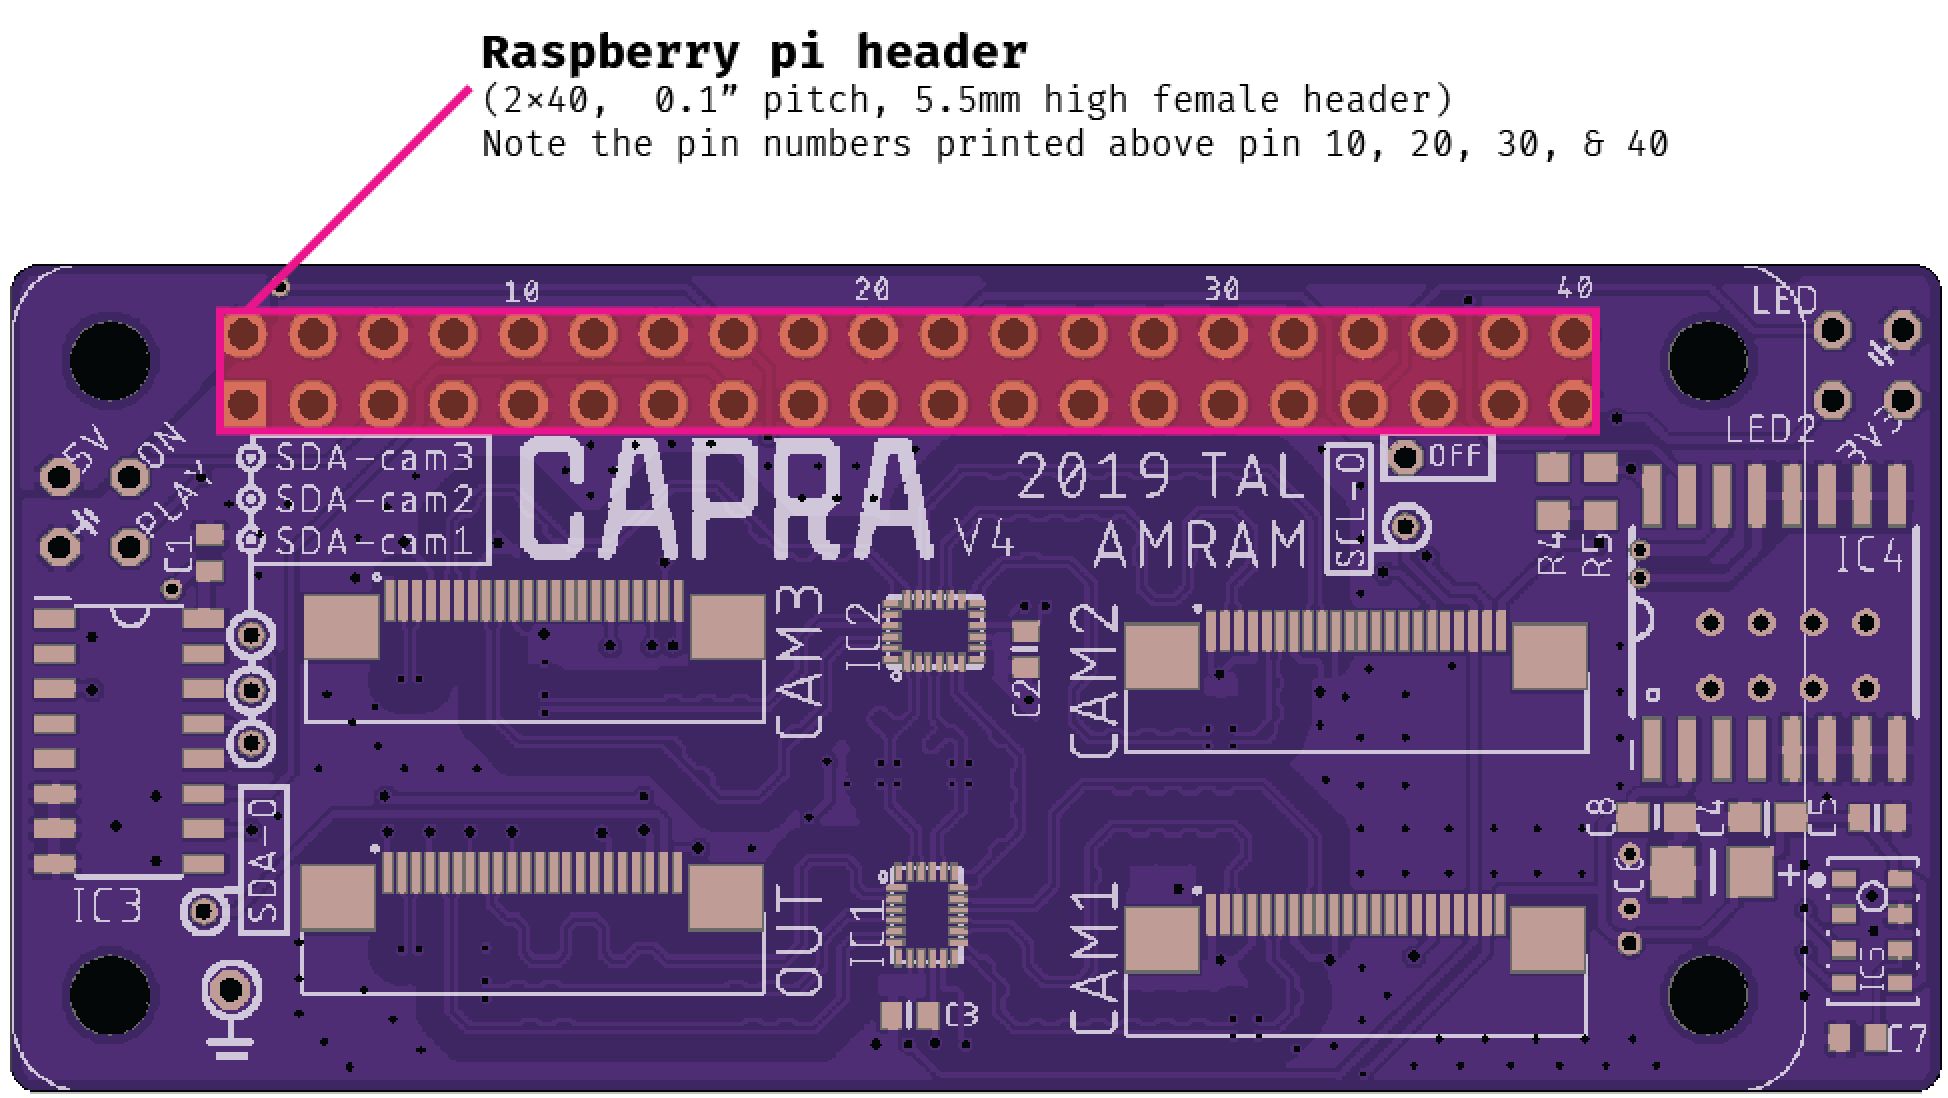 Raspberry pi header
(2×40,  0.1” pitch, 5.5mm high female header)
Note the pin numbers printed above pin 10, 20, 30, & 40
10
20
30
40
LED
LED2
3V3
5V
ON
PLAY
SDA-cam3
SDA-cam2
SDA-cam1
CAPRA
V4
2019 TAL
AMRAM
SCL-O
OFF
R4
R5
IC4
C1
CAM3
IC2
C2
CAM2
IC3
SDA-O
OUT
IC1
C3
CAM1
C8
C4
C5
C6
+
IC5
C7